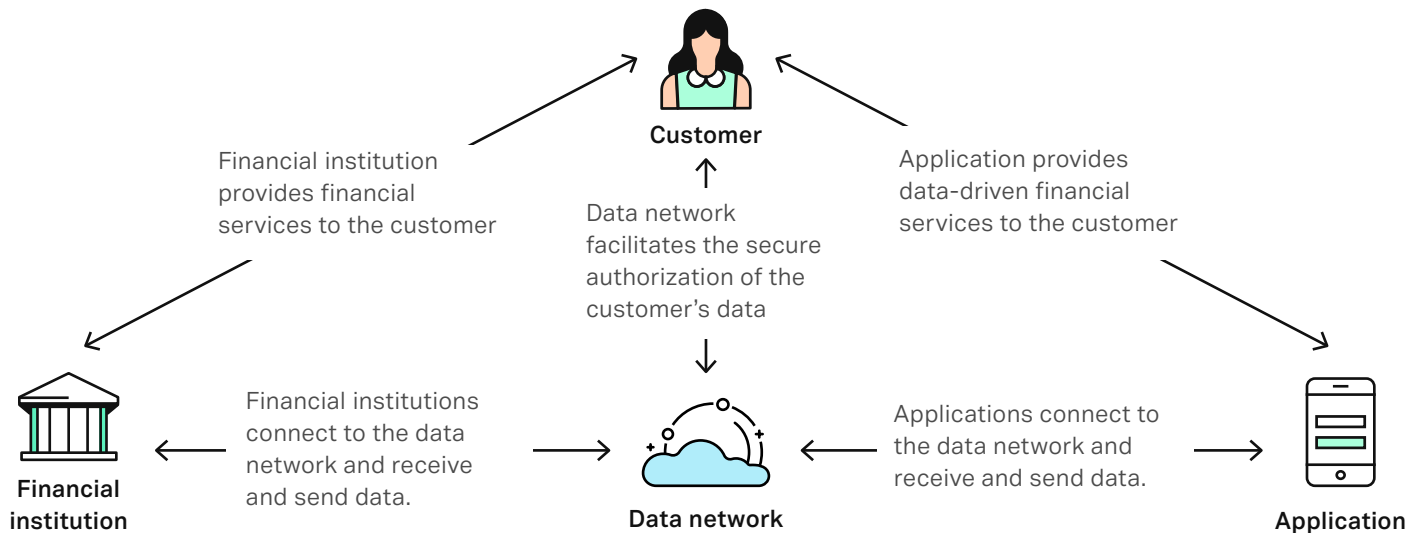 Customer
Financial institution
provides financial
services to the customer
Data network
facilitates the secure
authorization of the
customer's data
Application provides
data-driven financial
services to the customer
Financial
institution
Financial institutions
connect to the data
network and receive
and send data.
Data network
Applications connect to
the data network and
receive and send data.
Application